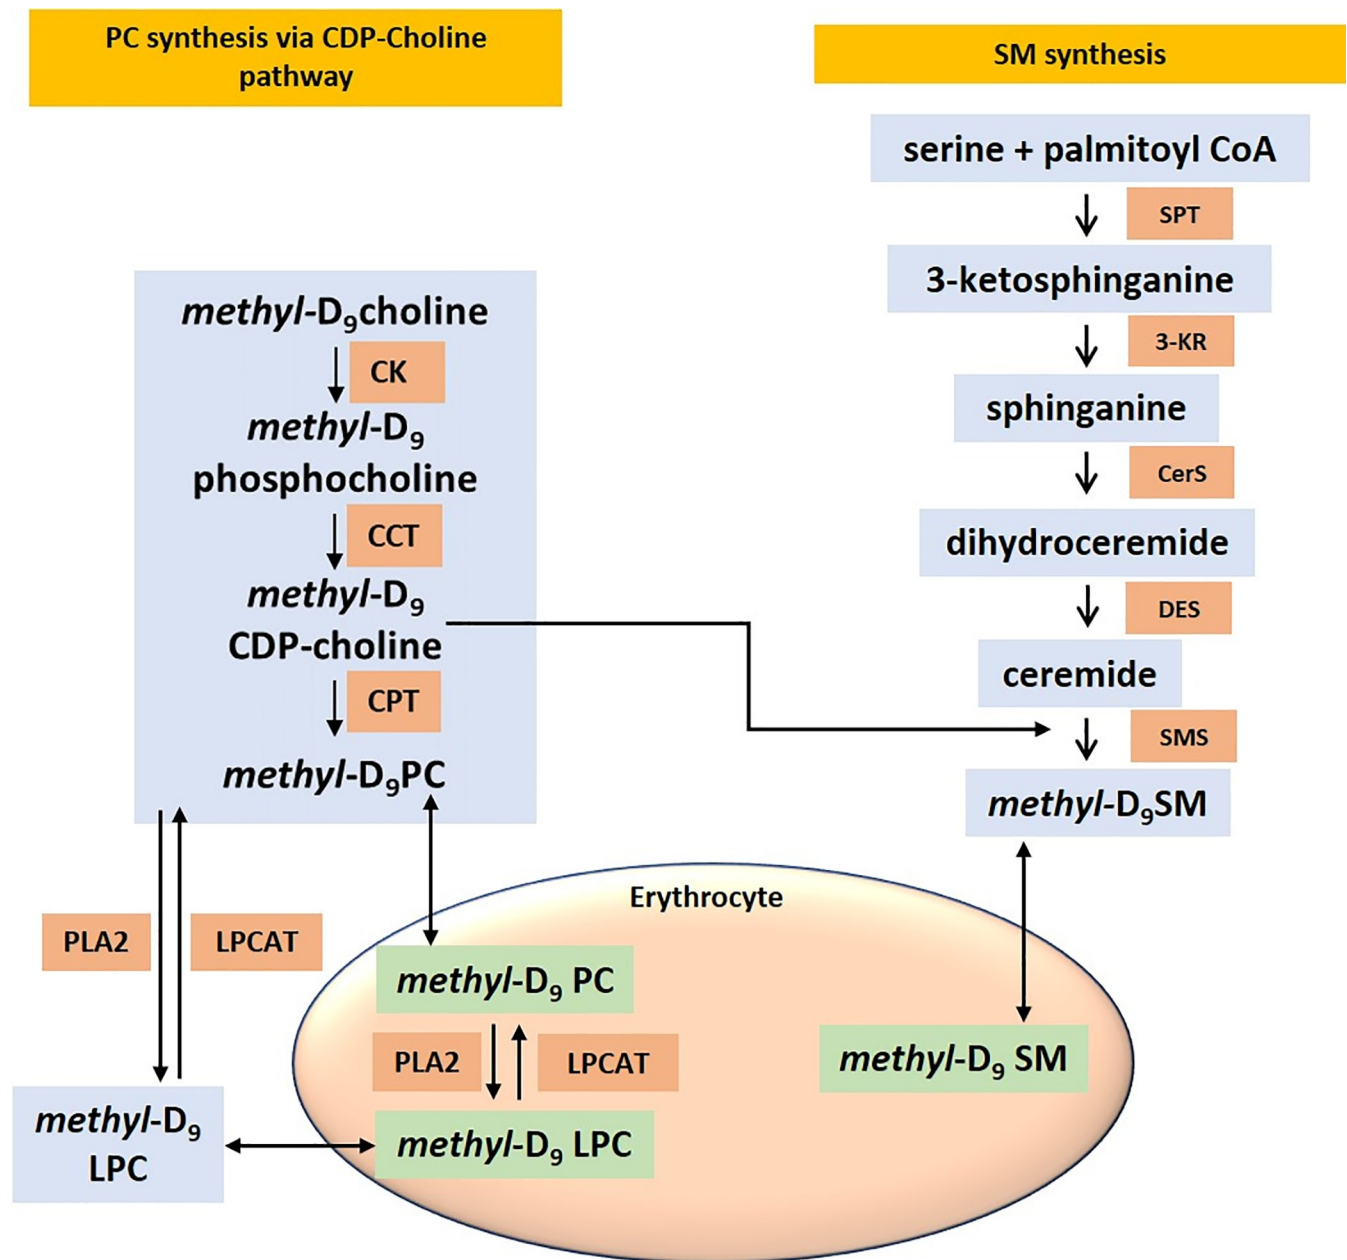 PC synthesis via CDP-Choline
pathway
methyl-D₉choline
CK
methyl-D₉
phosphocholine
CCT
methyl-D₉
CDP-choline
CPT
methyl-D₉PC
PLA2
LPCAT
methyl-D₉
LPC
SM synthesis
serine + palmitoyl CoA
SPT
3-ketosphinganine
3-KR
sphinganine
CerS
dihydroceremide
DES
ceremide
SMS
methyl-D₉SM
Erythrocyte
methyl-D₉ PC
PLA2
LPCAT
methyl-D₉ LPC
methyl-D₉ SM